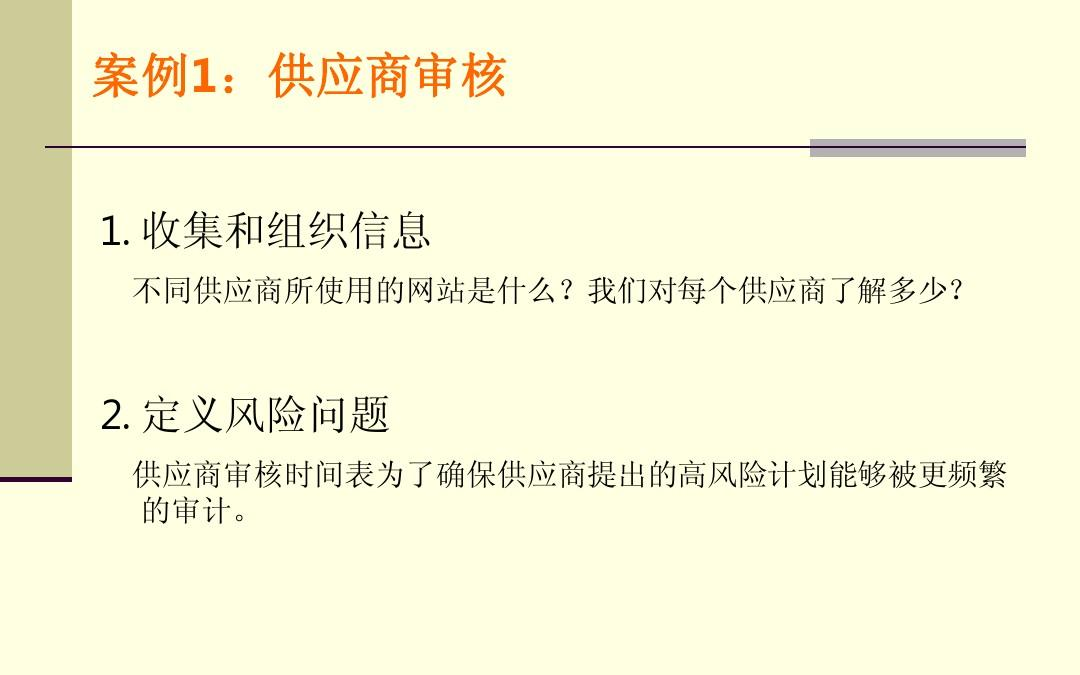 案例1：供应商审核
1. 收集和组织信息
不同供应商所使用的网站是什么？我们对每个供应商了解多少？
2. 定义风险问题
供应商审核时间表为了确保供应商提出的高风险计划能够被更频繁
的审计。